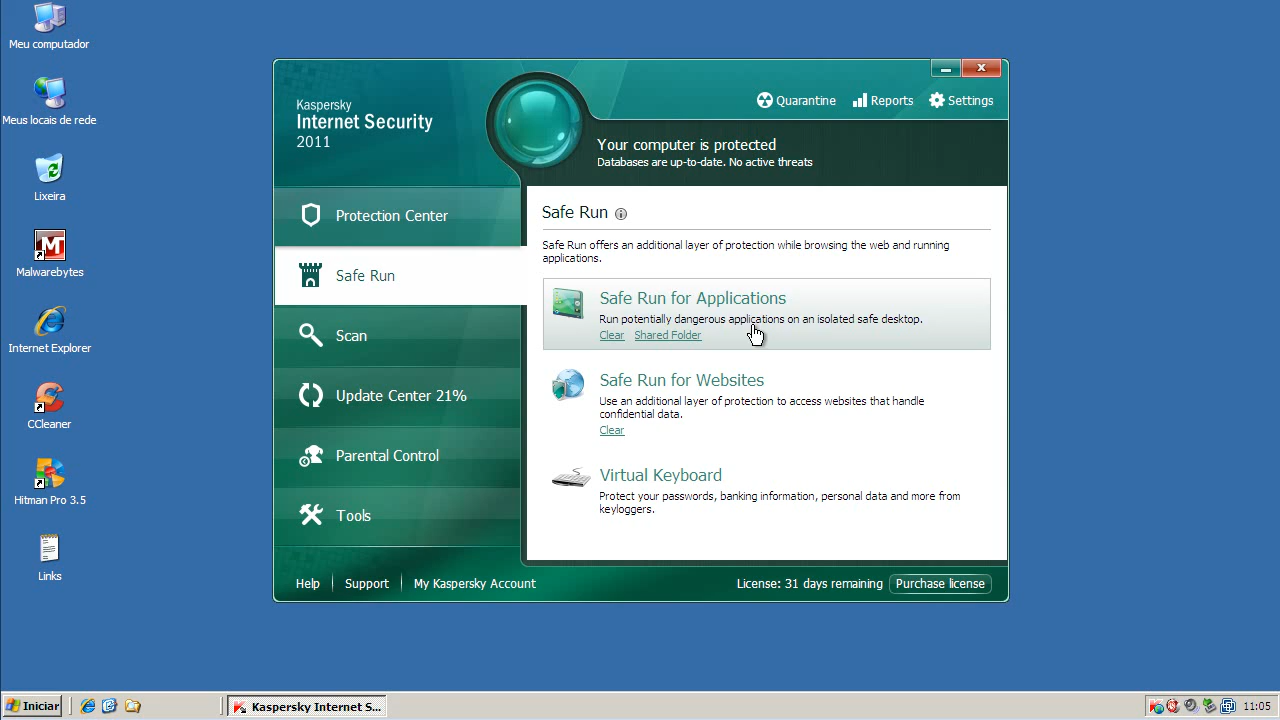 Meu computador
Meus locais de rede
Lixeira
Malwarebytes
Internet Explorer
CCleaner
Hitman Pro 3.5
Links
Kaspersky
Internet Security
2011
Quarantine
Reports
Settings
Your computer is protected
Databases are up-to-date. No active threats
Protection Center
Safe Run
Scan
Update Center 21%
Parental Control
Tools
Safe Run
Safe Run offers an additional layer of protection while browsing the web and running
applications.
Safe Run for Applications
Run potentially dangerous applications on an isolated safe desktop.
Clear Shared Folder
Safe Run for Websites
Use an additional layer of protection to access websites that handle
confidential data.
Clear
Virtual Keyboard
Protect your passwords, banking information, personal data and more from
keyloggers.
Help Support My Kaspersky Account
License: 31 days remaining Purchase license
Iniciar
Kaspersky Internet S...
11:05